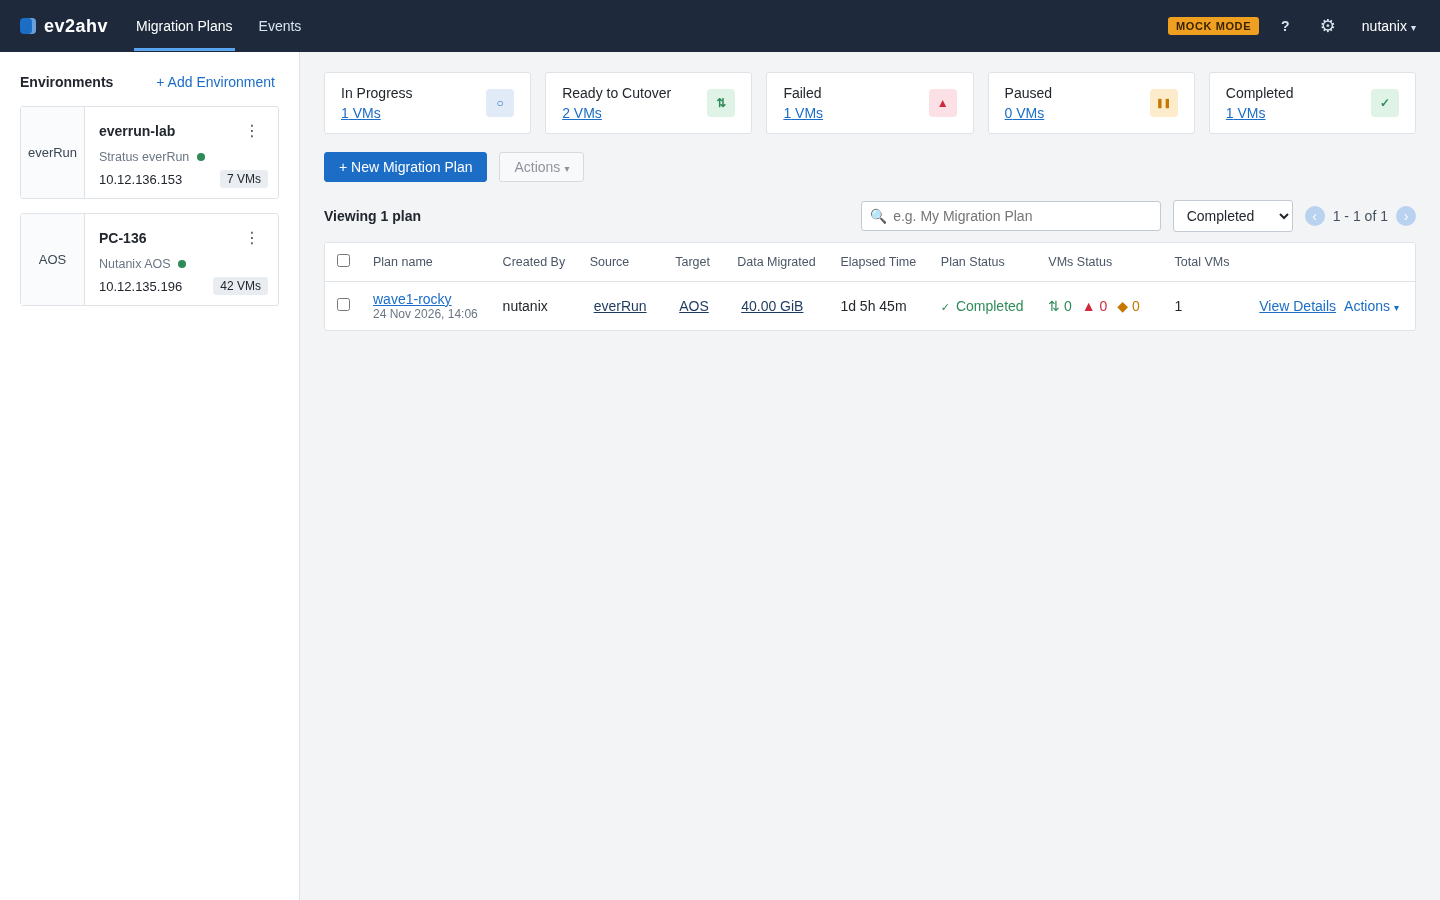 ev2ahv
Migration Plans
Events
MOCK MODE
?
nutanix
Environments
+ Add Environment
everRun
everrun-lab
Stratus everRun
10.12.136.153
7 VMs
AOS
PC-136
Nutanix AOS
10.12.135.196
42 VMs
In Progress
1 VMs
Ready to Cutover
2 VMs
Failed
1 VMs
Paused
0 VMs
Completed
1 VMs
+ New Migration Plan
Actions
Viewing 1 plan
e.g. My Migration Plan
Completed
1 - 1 of 1
Plan name Created By Source Target Data Migrated Elapsed Time Plan Status VMs Status Total VMs
wave1-rocky nutanix everRun AOS 40.00 GiB 1d 5h 45m ✓ Completed ⇅ 0 ▲ 0 ◆ 0 1 View Details Actions
24 Nov 2026, 14:06